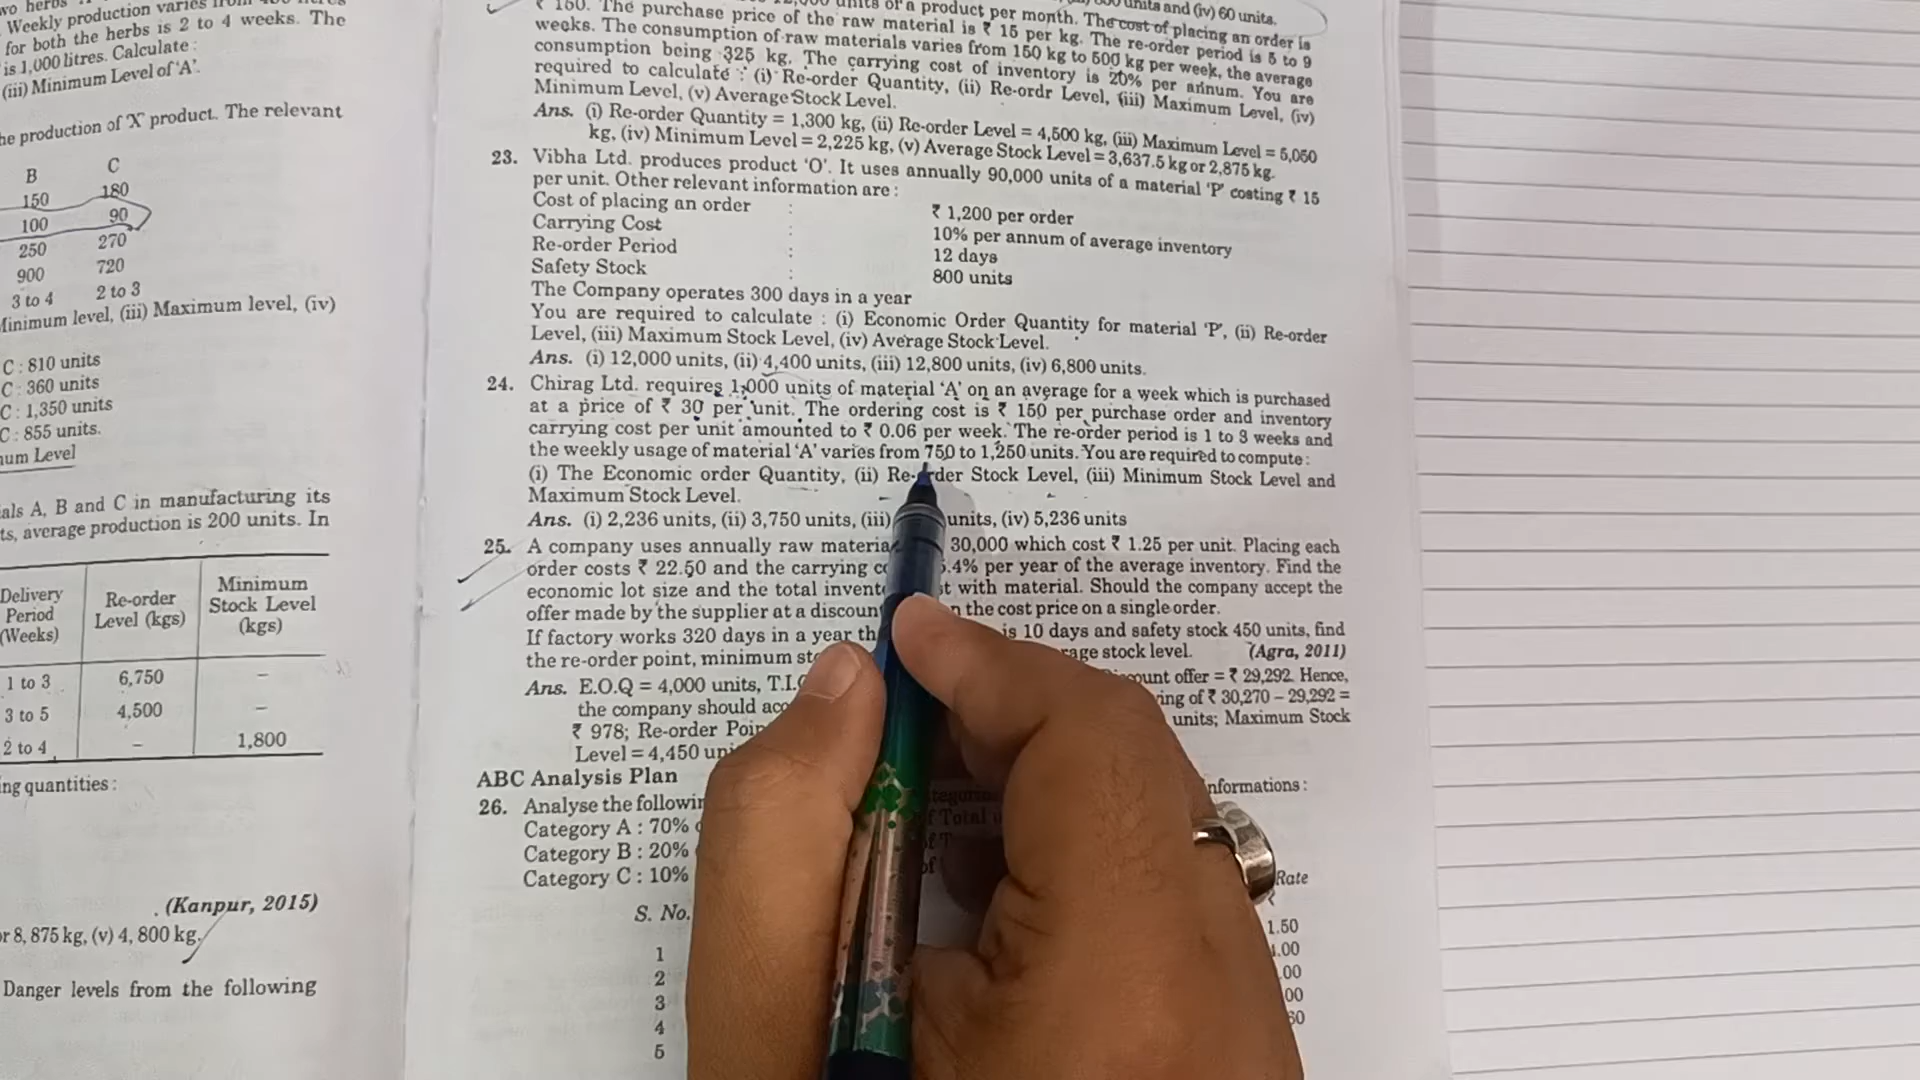 Weekly production varies
for both the herbs is 2 to 4 weeks. The
is 1,000 litres. Calculate :
(iii) Minimum Level of 'A'.
he production of 'X' product. The relevant
B C
150 180
100 90
250 270
900 720
3 to 4 2 to 3
Minimum level, (iii) Maximum level, (iv)
C : 810 units
C : 360 units
C : 1,350 units
C : 855 units.
um Level
als A, B and C in manufacturing its
ts, average production is 200 units. In
Delivery Period (Weeks) Re-order Level (kgs) Minimum Stock Level (kgs)
1 to 3 6,750 –
3 to 5 4,500 –
2 to 4 – 1,800
ng quantities :
(Kanpur, 2015)
or 8, 875 kg, (v) 4, 800 kg.
Danger levels from the following
units of a product per month. The cost of placing an order is
₹ 150. The purchase price of the raw material is ₹ 15 per kg. The re-order period is 5 to 9
weeks. The consumption of raw materials varies from 150 kg to 500 kg per week, the average
consumption being 325 kg. The carrying cost of inventory is 20% per annum. You are
required to calculate : (i) Re-order Quantity, (ii) Re-ordr Level, (iii) Maximum Level, (iv)
Minimum Level, (v) Average Stock Level.
Ans. (i) Re-order Quantity = 1,300 kg, (ii) Re-order Level = 4,500 kg, (iii) Maximum Level = 5,050
kg, (iv) Minimum Level = 2,225 kg, (v) Average Stock Level = 3,637.5 kg or 2,875 kg.
23. Vibha Ltd. produces product 'O'. It uses annually 90,000 units of a material 'P' costing ₹ 15
per unit. Other relevant information are :
Cost of placing an order : ₹ 1,200 per order
Carrying Cost : 10% per annum of average inventory
Re-order Period : 12 days
Safety Stock : 800 units
The Company operates 300 days in a year
You are required to calculate : (i) Economic Order Quantity for material 'P', (ii) Re-order
Level, (iii) Maximum Stock Level, (iv) Average Stock Level.
Ans. (i) 12,000 units, (ii) 4,400 units, (iii) 12,800 units, (iv) 6,800 units.
24. Chirag Ltd. requires 1,000 units of material 'A' on an average for a week which is purchased
at a price of ₹ 30 per unit. The ordering cost is ₹ 150 per purchase order and inventory
carrying cost per unit amounted to ₹ 0.06 per week. The re-order period is 1 to 3 weeks and
the weekly usage of material 'A' varies from 750 to 1,250 units. You are required to compute :
(i) The Economic order Quantity, (ii) Re-order Stock Level, (iii) Minimum Stock Level and
Maximum Stock Level.
Ans. (i) 2,236 units, (ii) 3,750 units, (iii) units, (iv) 5,236 units
25. A company uses annually raw 30,000 which cost ₹ 1.25 per unit. Placing each
order costs ₹ 22.50 and the carrying .4% per year of the average inventory. Find the
economic lot size and the total with material. Should the company accept the
offer made by the supplier at a the cost price on a single order.
If factory works 320 days in a year is 10 days and safety stock 450 units, find
the re-order point, minimum stock level. (Agra, 2011)
Ans. E.O.Q = 4,000 units, offer = ₹ 29,292. Hence,
the company should of ₹ 30,270 – 29,292 =
₹ 978; Re-order units; Maximum Stock
Level = 4,450
ABC Analysis Plan
26. Analyse the nformations :
Category A : 70%
Category B : 20%
Category C : 10%
S. No. Rate
₹
1 1.50
2 .00
3 .00
4 00
5 60